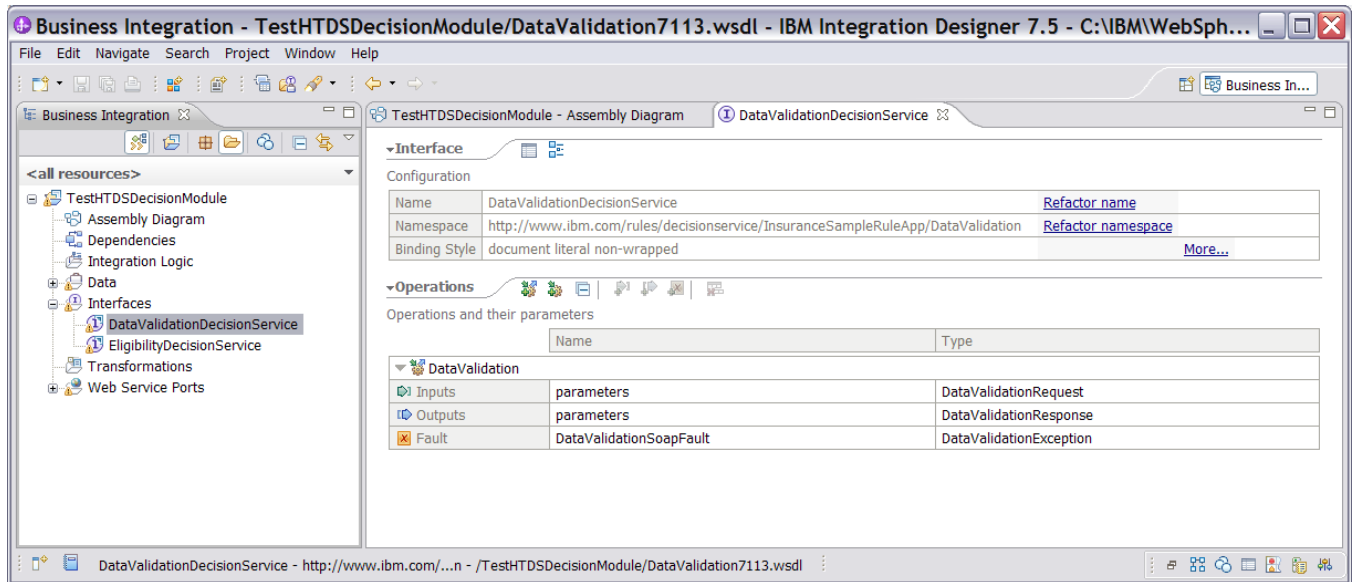 Business Integration - TestHTDSDecisionModule/DataValidation7113.wsdl - IBM Integration Designer 7.5 - C:\IBM\WebSph...
File Edit Navigate Search Project Window Help
Business In...
Business Integration
TestHTDSDecisionModule - Assembly Diagram
DataValidationDecisionService
<all resources>
TestHTDSDecisionModule
Assembly Diagram
Dependencies
Integration Logic
Data
Interfaces
DataValidationDecisionService
EligibilityDecisionService
Transformations
Web Service Ports
Interface
Configuration
Name DataValidationDecisionService Refactor name
Namespace http://www.ibm.com/rules/decisionservice/InsuranceSampleRuleApp/DataValidation Refactor namespace
Binding Style document literal non-wrapped More...
Operations
Operations and their parameters
Name Type
DataValidation
Inputs parameters DataValidationRequest
Outputs parameters DataValidationResponse
Fault DataValidationSoapFault DataValidationException
DataValidationDecisionService - http://www.ibm.com/...n - /TestHTDSDecisionModule/DataValidation7113.wsdl